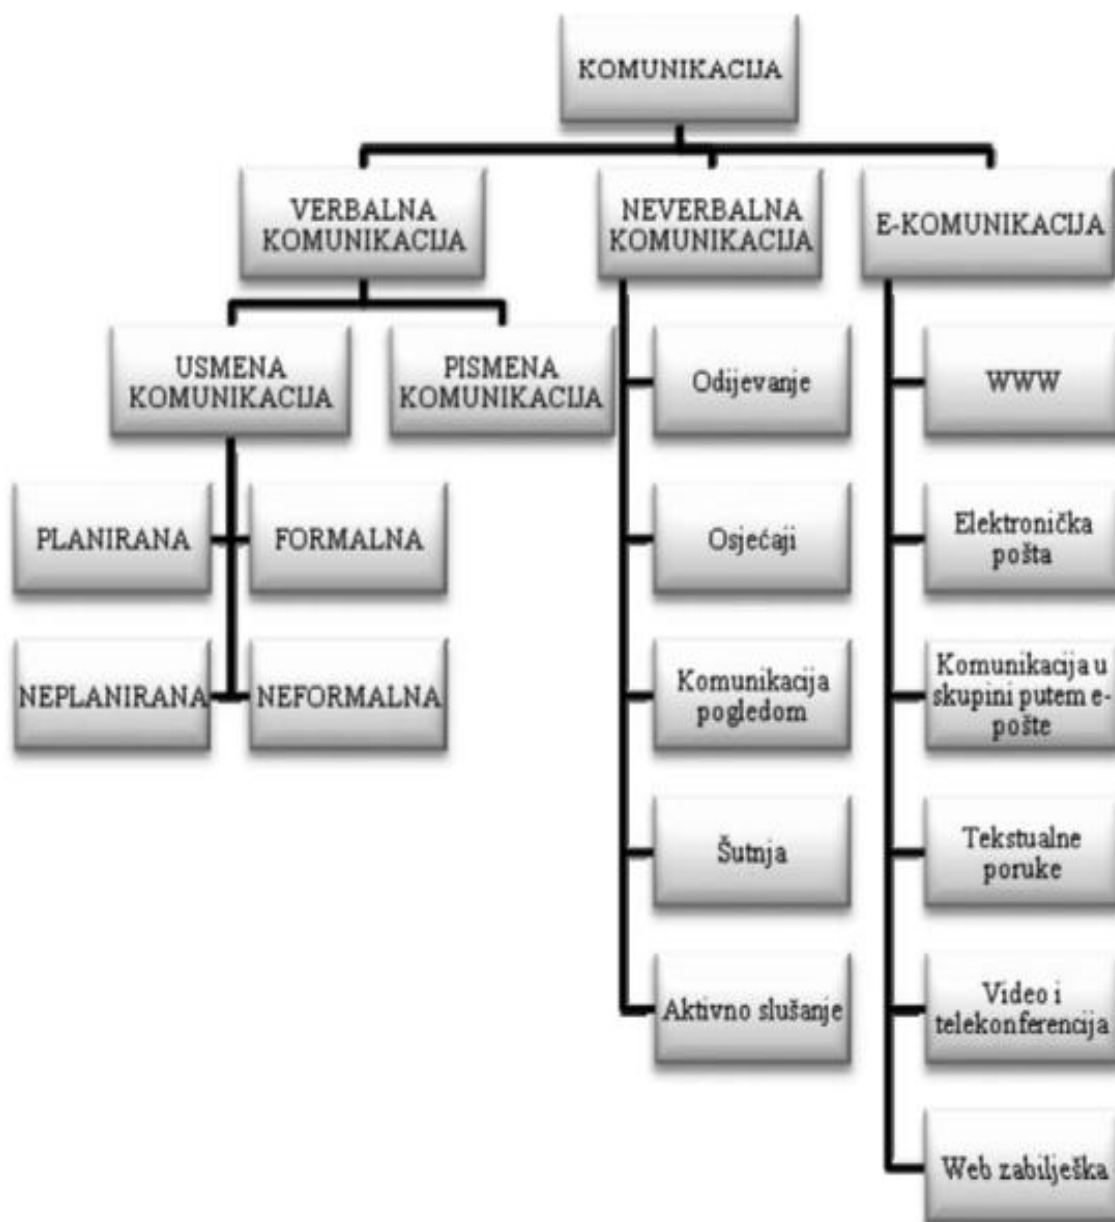 KOMUNIKACIJA
VERBALNA
KOMUNIKACIJA
NEVERBALNA
KOMUNIKACIJA
E-KOMUNIKACIJA
USMENA
KOMUNIKACIJA
PISMENA
KOMUNIKACIJA
PLANIRANA
FORMALNA
NEPLANIRANA
NEFORMALNA
Odijevanje
Osjećaji
Komunikacija
pogledom
Šutnja
Aktivno slušanje
WWW
Elektronička
pošta
Komunikacija u
skupini putem e-
pošte
Tekstualne
poruke
Video i
telekonferencija
Web zabilješka